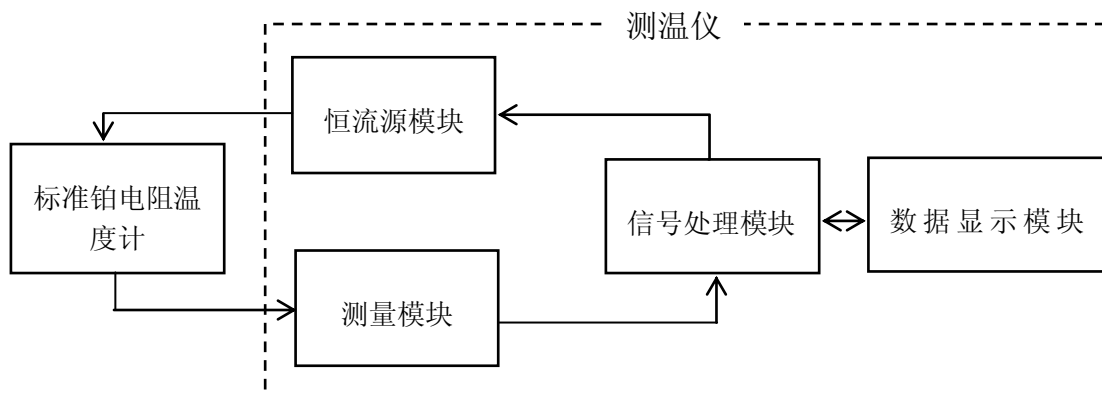 测温仪
恒流源模块
标准铂电阻温
度计
信号处理模块
数据显示模块
测量模块